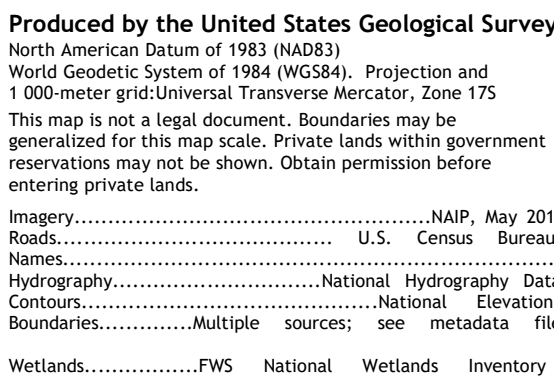 Produced by the United States Geological Survey
North American Datum of 1983 (NAD83)
World Geodetic System of 1984 (WGS84). Projection and
1 000-meter grid:Universal Transverse Mercator, Zone 17S
This map is not a legal document. Boundaries may be
generalized for this map scale. Private lands within government
reservations may not be shown. Obtain permission before
entering private lands.
Imagery....................................................NAIP, May 201
Roads........................................ U.S. Census Bureau
Names........................................................................
Hydrography..............................National Hydrography Data
Contours...........................................National Elevation
Boundaries..............Multiple sources; see metadata file
Wetlands.................FWS National Wetlands Inventory